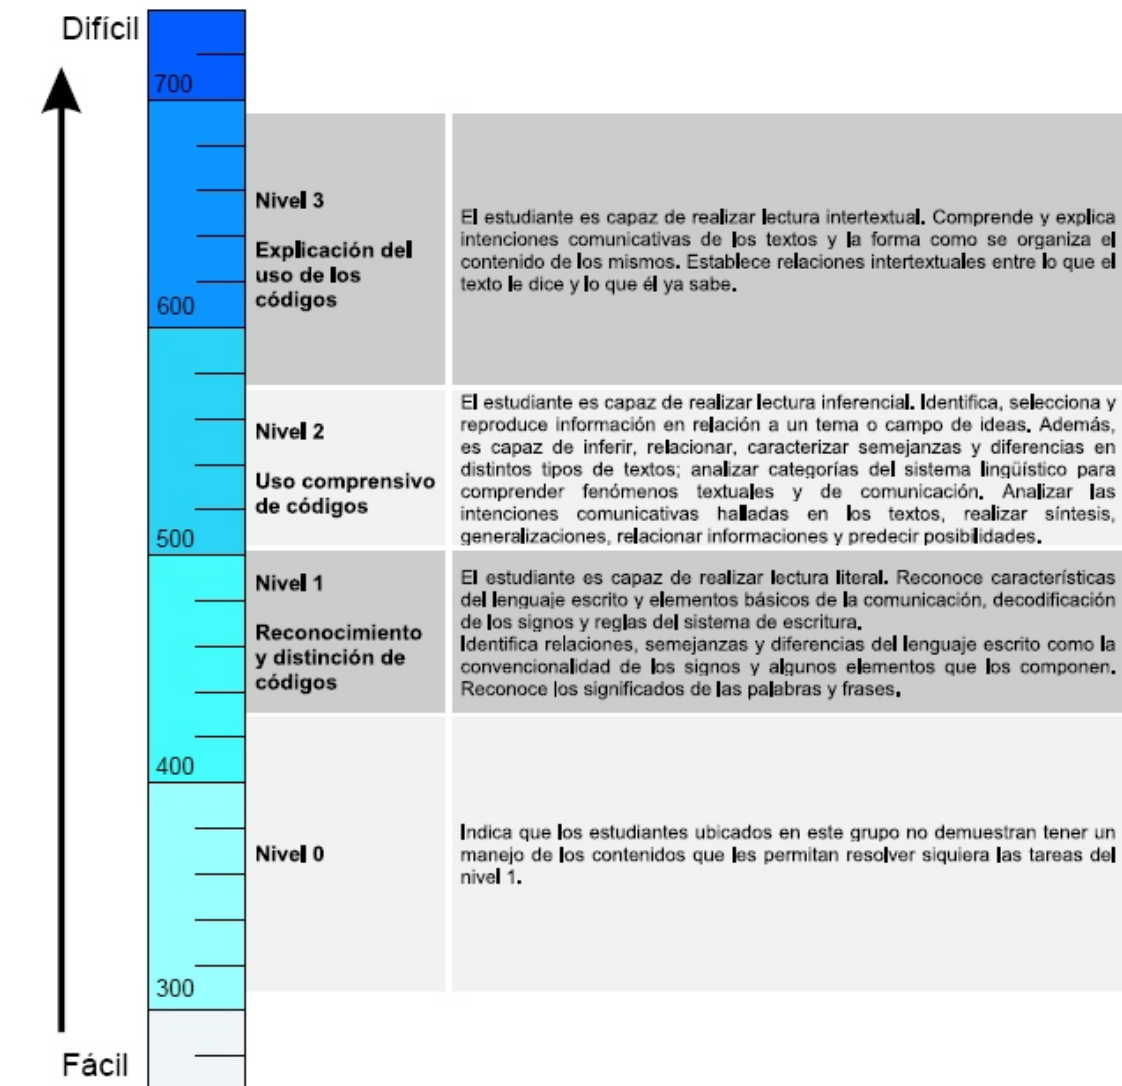 Difícil
700
Nivel 3
Explicación del
uso de los
códigos
El estudiante es capaz de realizar lectura intertextual. Comprende y explica
intenciones comunicativas de los textos y la forma como se organiza el
contenido de los mismos. Establece relaciones intertextuales entre lo que el
texto le dice y lo que él ya sabe.
600
Nivel 2
Uso comprensivo
de códigos
El estudiante es capaz de realizar lectura inferencial. Identifica, selecciona y
reproduce información en relación a un tema o campo de ideas. Además,
es capaz de inferir, relacionar, caracterizar semejanzas y diferencias en
distintos tipos de textos; analizar categorías del sistema lingüístico para
comprender fenómenos textuales y de comunicación. Analizar las
intenciones comunicativas halladas en los textos, realizar síntesis,
generalizaciones, relacionar informaciones y predecir posibilidades.
500
Nivel 1
Reconocimiento
y distinción de
códigos
El estudiante es capaz de realizar lectura literal. Reconoce características
del lenguaje escrito y elementos básicos de la comunicación, decodificación
de los signos y reglas del sistema de escritura.
Identifica relaciones, semejanzas y diferencias del lenguaje escrito como la
convencionalidad de los signos y algunos elementos que los componen.
Reconoce los significados de las palabras y frases.
400
Nivel 0
Indica que los estudiantes ubicados en este grupo no demuestran tener un
manejo de los contenidos que les permitan resolver siquiera las tareas del
nivel 1.
300
Fácil